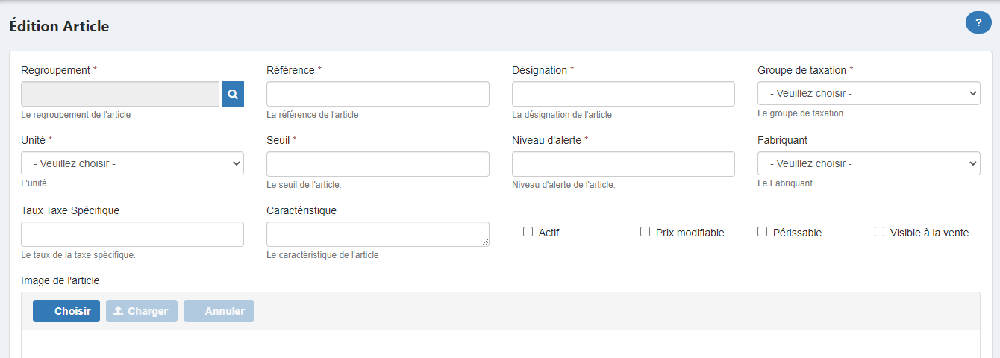 Édition Article
?
Regroupement *
Référence *
Désignation *
Groupe de taxation *
- Veuillez choisir -
Le regroupement de l'article
La référence de l'article
La désignation de l'article
Le groupe de taxation.
Unité *
Seuil *
Niveau d'alerte *
Fabriquant
- Veuillez choisir -
- Veuillez choisir -
L'unité
Le seuil de l'article.
Niveau d'alerte de l'article.
Le Fabriquant .
Taux Taxe Spécifique
Caractéristique
Actif
Prix modifiable
Périssable
Visible à la vente
Le taux de la taxe spécifique.
Le caractéristique de l'article
Image de l'article
Choisir
Charger
Annuler